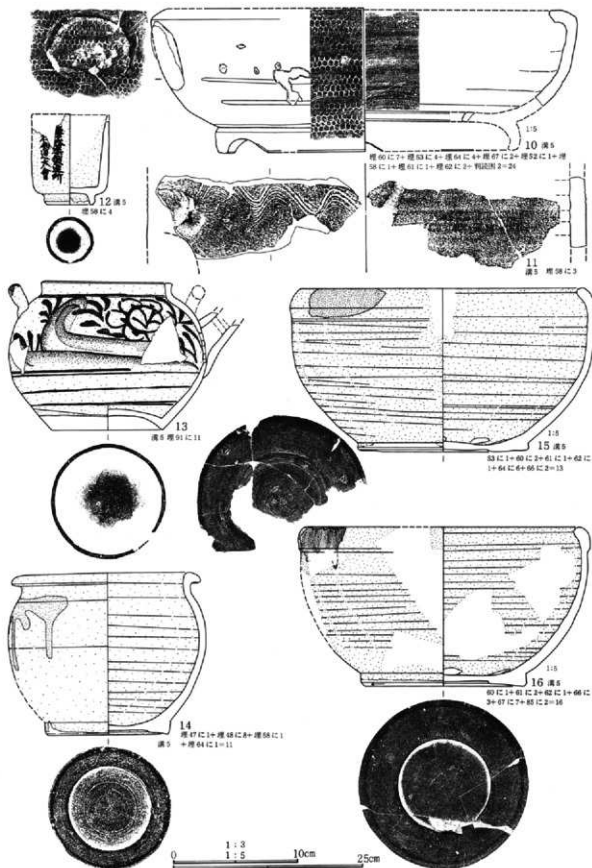 1:5
10 溝5
埋60に7+埋53に4+埋64に4+埋67に2+埋52に1+埋
58に1+埋61に1+埋62に2+判読困2=24
12 溝5
埋58に4
11
溝5 埋58に3
13
溝5 埋91に11
1:5
15 溝5
53に1+60に2+61に1+62に
1+64に6+66に2=13
1:5
16 溝5
60に1+61に2+62に1+66に
3+67に7+85に2=16
14
埋47に1+埋48に8+埋58に1
溝5 +埋64に1=11
1:3
0 10cm
1:5 25cm